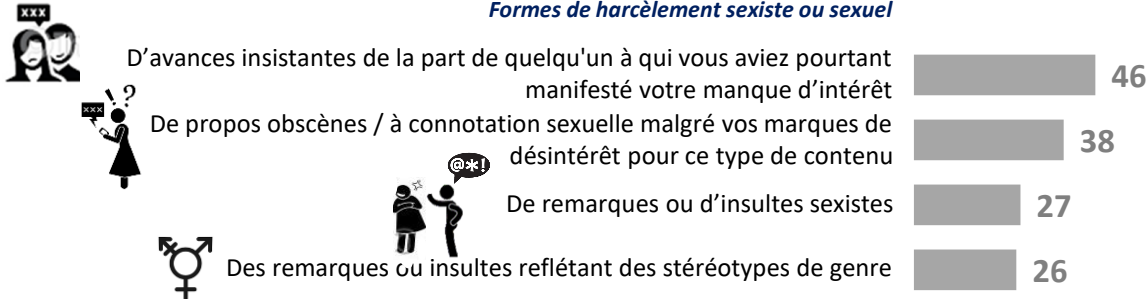 xxx
Formes de harcèlement sexiste ou sexuel
D'avances insistantes de la part de quelqu'un à qui vous aviez pourtant
manifesté votre manque d'intérêt
46
! ?
xxx
De propos obscènes / à connotation sexuelle malgré vos marques de
désintérêt pour ce type de contenu
38
@*!
De remarques ou d'insultes sexistes
27
Des remarques ou insultes reflétant des stéréotypes de genre
26